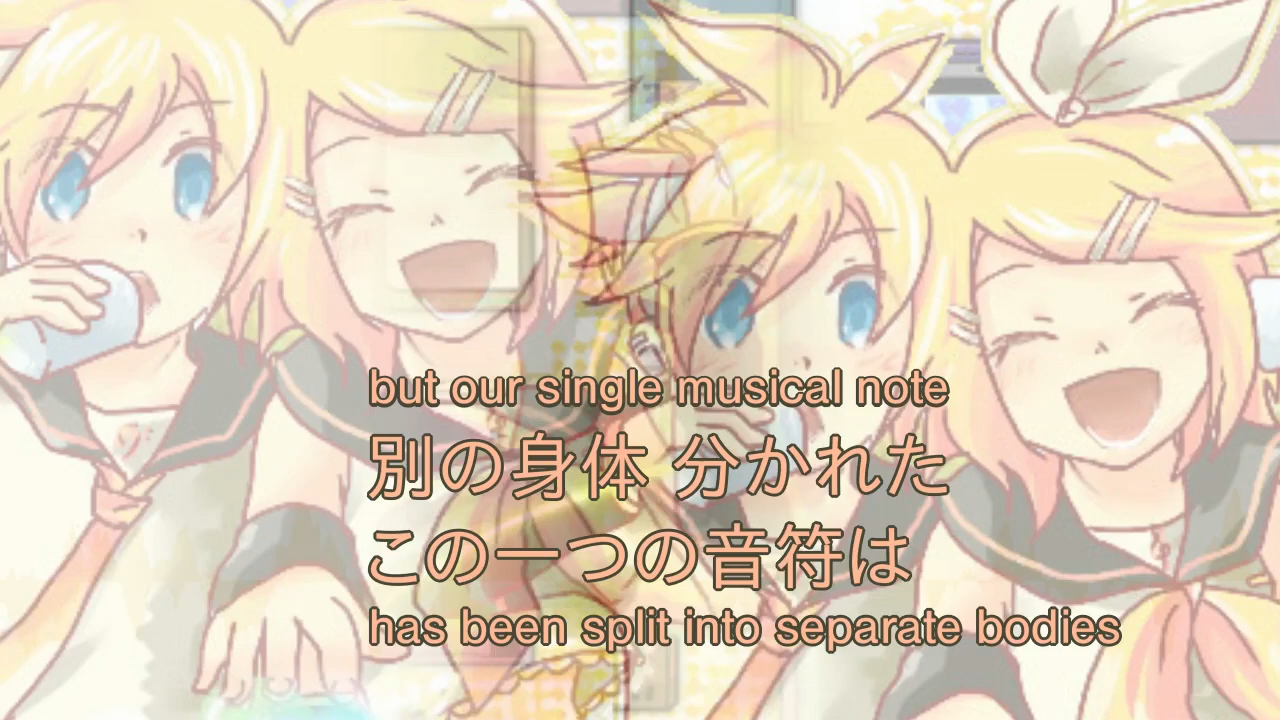 but our single musical note
別の身体 分かれた
この一つの音符は
has been split into separate bodies